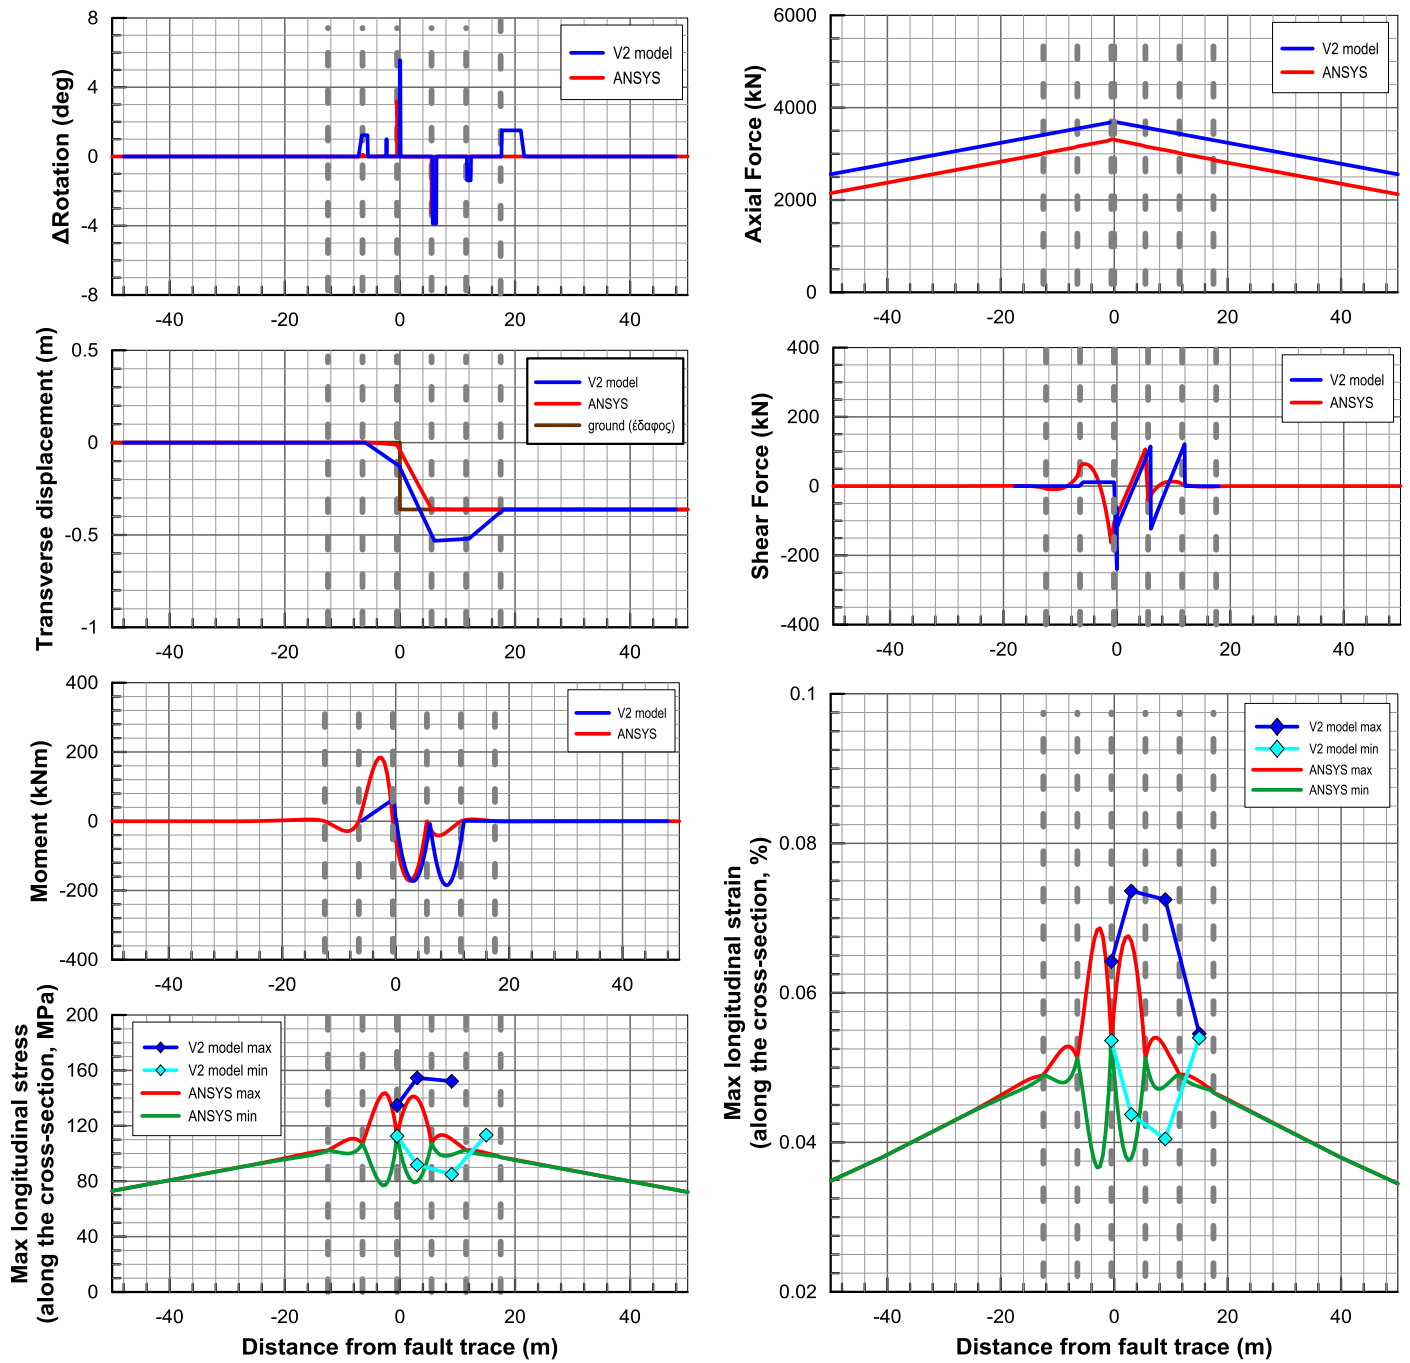 ΔRotation (deg)
8
4
0
-4
-8
-40
-20
0
20
40
V2 model
ANSYS
Axial Force (kN)
6000
4000
2000
0
-40
-20
0
20
40
V2 model
ANSYS
Transverse displacement (m)
0.5
0
-0.5
-1
-40
-20
0
20
40
V2 model
ANSYS
ground (έδαφος)
Shear Force (kN)
400
200
0
-200
-400
-40
-20
0
20
40
V2 model
ANSYS
Moment (kNm)
400
200
0
-200
-400
-40
-20
0
20
40
V2 model
ANSYS
Max longitudinal stress
(along the cross-section, MPa)
200
160
120
80
40
0
-40
-20
0
20
40
V2 model max
V2 model min
ANSYS max
ANSYS min
Distance from fault trace (m)
Max longitudinal strain
(along the cross-section, %)
0.1
0.08
0.06
0.04
0.02
-40
-20
0
20
40
V2 model max
V2 model min
ANSYS max
ANSYS min
Distance from fault trace (m)